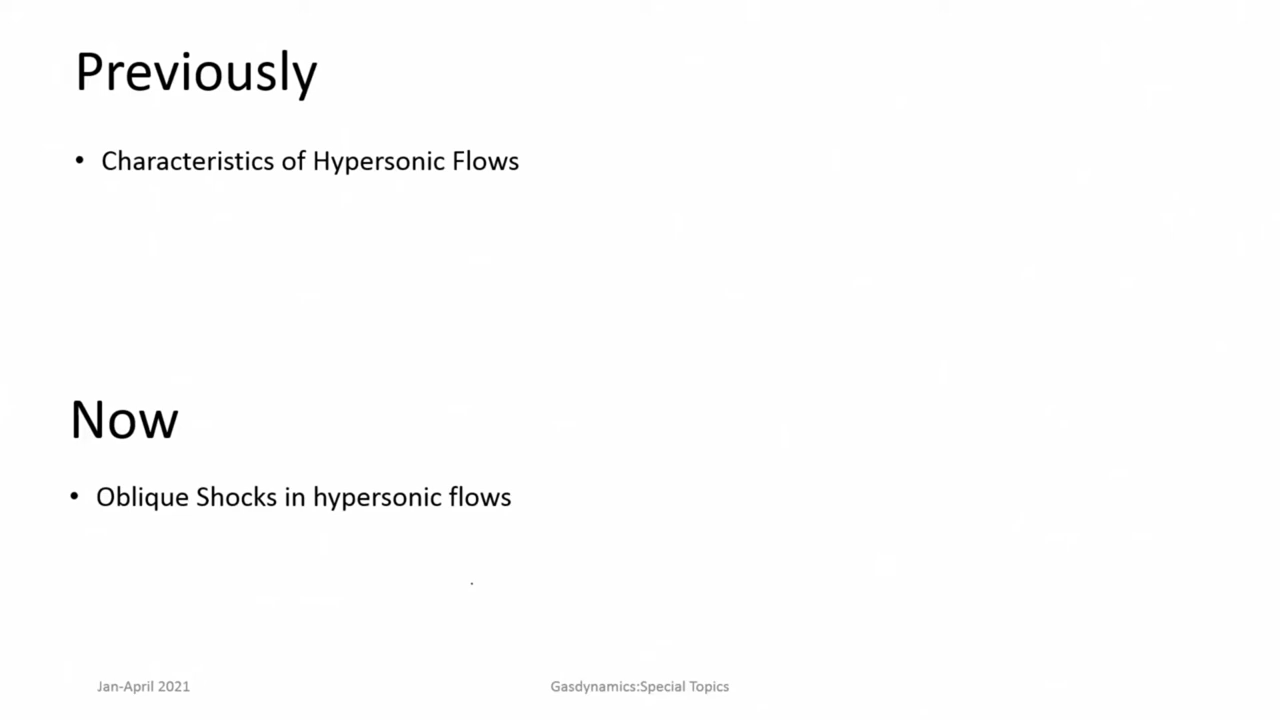 Previously
• Characteristics of Hypersonic Flows
Now
• Oblique Shocks in hypersonic flows
Jan-April 2021
Gasdynamics:Special Topics